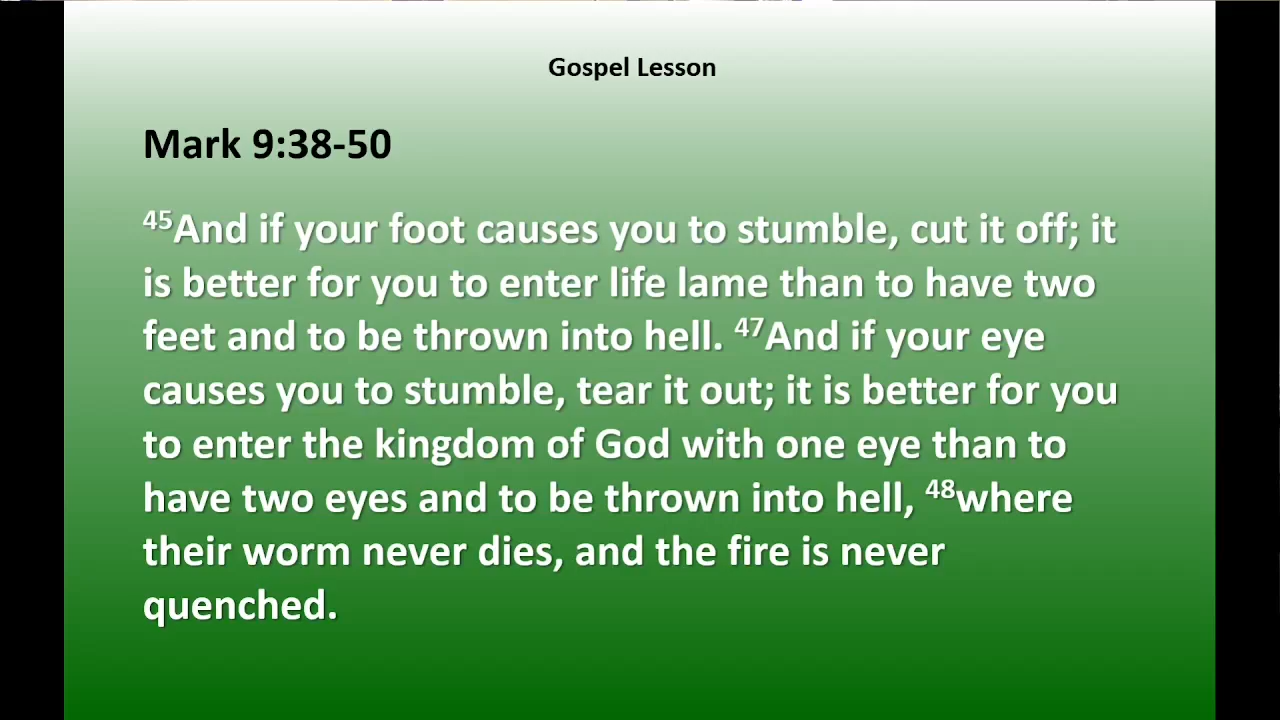 Gospel Lesson
Mark 9:38-50
45And if your foot causes you to stumble, cut it off; it
is better for you to enter life lame than to have two
feet and to be thrown into hell. 47And if your eye
causes you to stumble, tear it out; it is better for you
to enter the kingdom of God with one eye than to
have two eyes and to be thrown into hell, 48where
their worm never dies, and the fire is never
quenched.